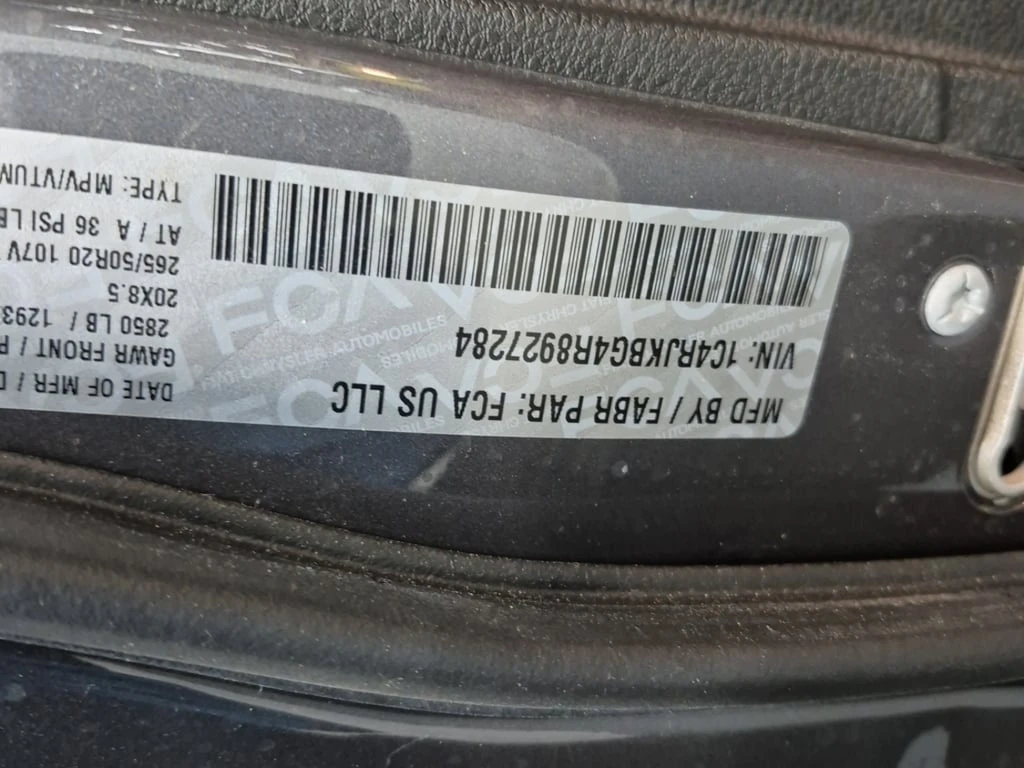 MFD BY / FABR PAR: FCA US LLC
VIN: 1C4RJKBG4R8927284
DATE OF MFR / D
GAWR FRONT /
2850 LB / 1293
20X8.5
265/50R20 107V
AT / A 36 PSI LB
TYPE: MPV/VTUM